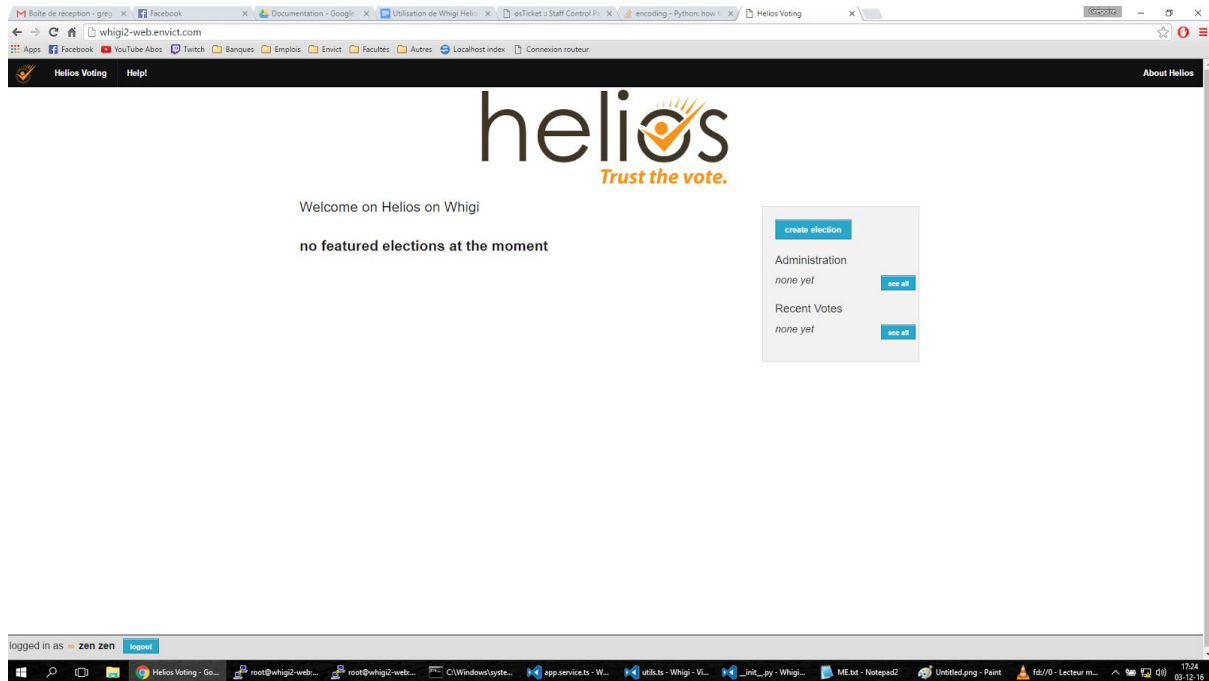 Boîte de réception - greg
Facebook
Documentation - Google
Utilisation de Whigi Helio
osTicket :: Staff Control P
encoding - Python: how t
Helios Voting
Grégoire
whigi2-web.envict.com
Apps
Facebook
YouTube Abos
Twitch
Banques
Emplois
Envict
Facultés
Autres
Localhost index
Connexion routeur
Helios Voting
Help!
About Helios
helios
Trust the vote.
Welcome on Helios on Whigi
no featured elections at the moment
create election
Administration
none yet
see all
Recent Votes
none yet
see all
logged in as zen zen
logout
Helios Voting - Go...
root@whigi2-web:...
root@whigi2-web:...
C:\Windows\syste...
app.service.ts - W...
utils.ts - Whigi - Vi...
__init__.py - Whigi...
ME.txt - Notepad2
Untitled.png - Paint
fd://0 - Lecteur m...
17:24
03-12-16